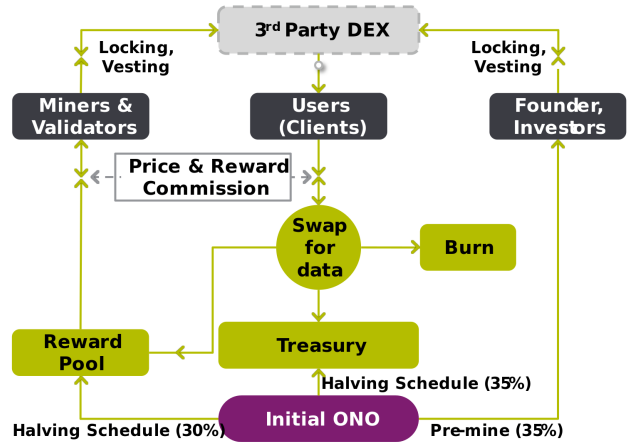 3rd Party DEX
Locking,
Vesting
Locking,
Vesting
Miners &
Validators
Users
(Clients)
Founder,
Investors
Price & Reward
Commission
Swap
for
data
Burn
Reward
Pool
Treasury
Halving Schedule (35%)
Initial ONO
Halving Schedule (30%)
Pre-mine (35%)